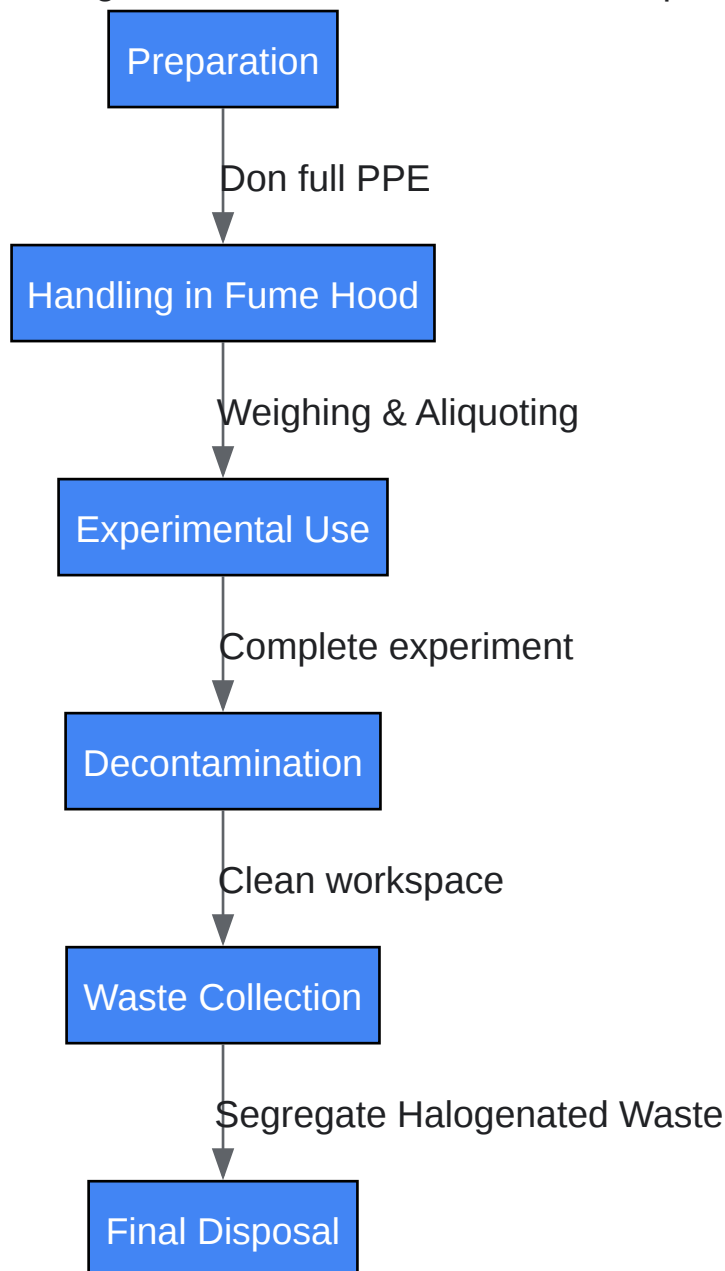 Preparation
Don full PPE
Handling in Fume Hood
Weighing & Aliquoting
Experimental Use
Complete experiment
Decontamination
Clean workspace
Waste Collection
Segregate Halogenated Waste
Final Disposal